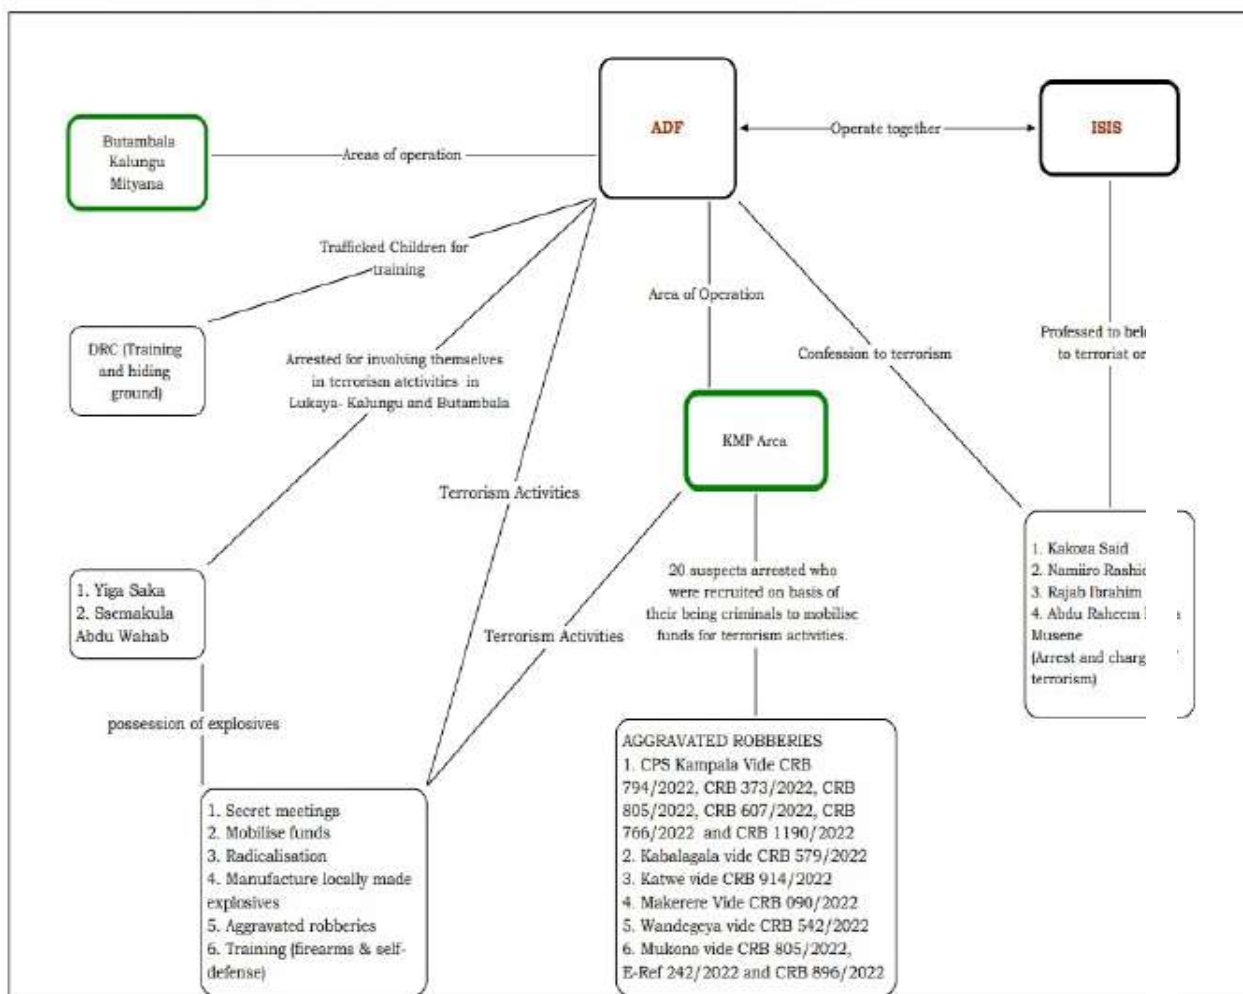 ADF
Operate together
ISIS
Butambala
Kalungu
Mityana
Areas of operation
Trafficked Children for
training
Area of Operation
DRC (Training
and hiding
ground)
Arrested for involving themselves
in terrorism atctivities in
Lukaya- Kalungu and Butambala
Confession to terrorism
Professed to
to terrorist
KMP Area
Terrorism Activities
1. Yiga Saka
2. Ssemakula
Abdu Wahab
20 suspects arrested who
were recruited on basis of
their being criminals to mobilise
funds for terrorism activities.
Terrorism Activities
1. Kakoza Said
2. Namiiro
3. Rajab Ibrahim
4. Abdu Raheem
Musene
(Arrest and
terrorism)
possession of explosives
1. Secret meetings
2. Mobilise funds
3. Radicalisation
4. Manufacture locally made
explosives
5. Aggravated robberies
6. Training (firearms & self-
defense)
AGGRAVATED ROBBERIES
1. CPS Kampala Vide CRB
794/2022, CRB 373/2022, CRB
805/2022, CRB 607/2022, CRB
766/2022 and CRB 1190/2022
2. Kabalagala vide CRB 579/2022
3. Katwe vide CRB 914/2022
4. Makerere Vide CRB 090/2022
5. Wandegeya vide CRB 542/2022
6. Mukono vide CRB 805/2022,
E-Ref 242/2022 and CRB 896/2022